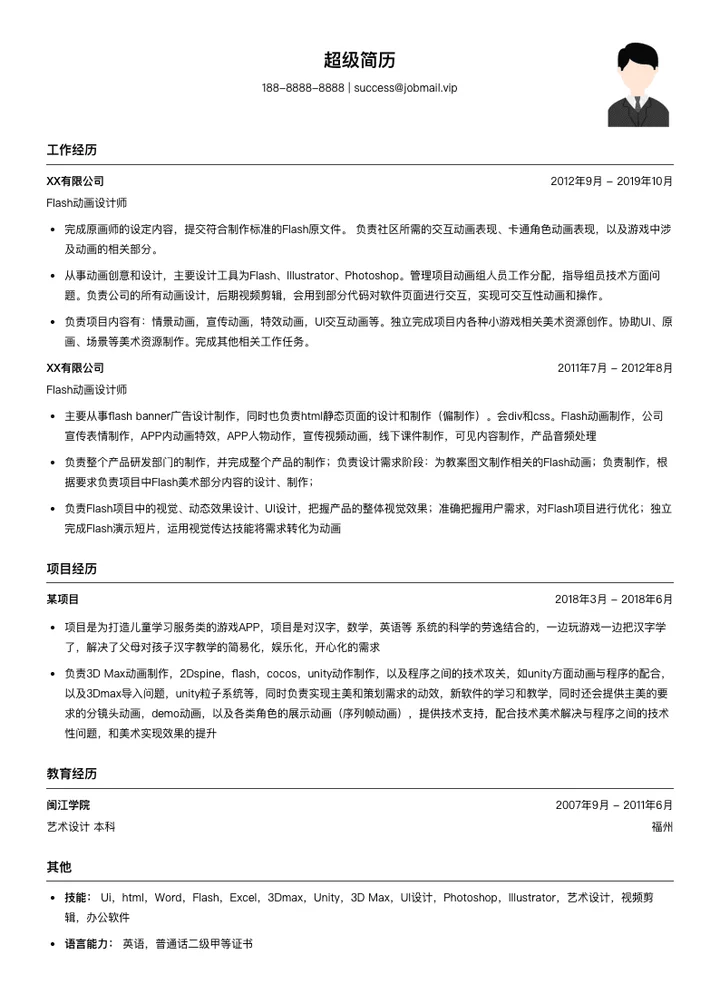 超级简历
188-8888-8888 | success@jobmail.vip
工作经历
XX有限公司 2012年9月 – 2019年10月
Flash动画设计师
• 完成原画师的设定内容，提交符合制作标准的Flash原文件。 负责社区所需的交互动画表现、卡通角色动画表现，以及游戏中涉
及动画的相关部分。
• 从事动画创意和设计，主要设计工具为Flash、Illustrator、Photoshop。管理项目动画组人员工作分配，指导组员技术方面问
题。负责公司的所有动画设计，后期视频剪辑，会用到部分代码对软件页面进行交互，实现可交互性动画和操作。
• 负责项目内容有：情景动画，宣传动画，特效动画，UI交互动画等。独立完成项目内各种小游戏相关美术资源创作。协助UI、原
画、场景等美术资源制作。完成其他相关工作任务。
XX有限公司 2011年7月 – 2012年8月
Flash动画设计师
• 主要从事flash banner广告设计制作，同时也负责html静态页面的设计和制作（偏制作）。会div和css。Flash动画制作，公司
宣传表情制作，APP内动画特效，APP人物动作，宣传视频动画，线下课件制作，可见内容制作，产品音频处理
• 负责整个产品研发部门的制作，并完成整个产品的制作；负责设计需求阶段：为教案图文制作相关的Flash动画；负责制作，根
据要求负责项目中Flash美术部分内容的设计、制作；
• 负责Flash项目中的视觉、动态效果设计、UI设计，把握产品的整体视觉效果；准确把握用户需求，对Flash项目进行优化；独立
完成Flash演示短片，运用视觉传达技能将需求转化为动画
项目经历
某项目 2018年3月 – 2018年6月
• 项目是为打造儿童学习服务类的游戏APP，项目是对汉字，数学，英语等 系统的科学的劳逸结合的，一边玩游戏一边把汉字学
了，解决了父母对孩子汉字教学的简易化，娱乐化，开心化的需求
• 负责3D Max动画制作，2Dspine，flash，cocos，unity动作制作，以及程序之间的技术攻关，如unity方面动画与程序的配合，
以及3Dmax导入问题，unity粒子系统等，同时负责实现主美和策划需求的动效，新软件的学习和教学，同时还会提供主美的要
求的分镜头动画，demo动画，以及各类角色的展示动画（序列帧动画），提供技术支持，配合技术美术解决与程序之间的技术
性问题，和美术实现效果的提升
教育经历
闽江学院 2007年9月 – 2011年6月
艺术设计 本科 福州
其他
• 技能： Ui，html，Word，Flash，Excel，3Dmax，Unity，3D Max，UI设计，Photoshop，Illustrator，艺术设计，视频剪
辑，办公软件
• 语言能力： 英语，普通话二级甲等证书